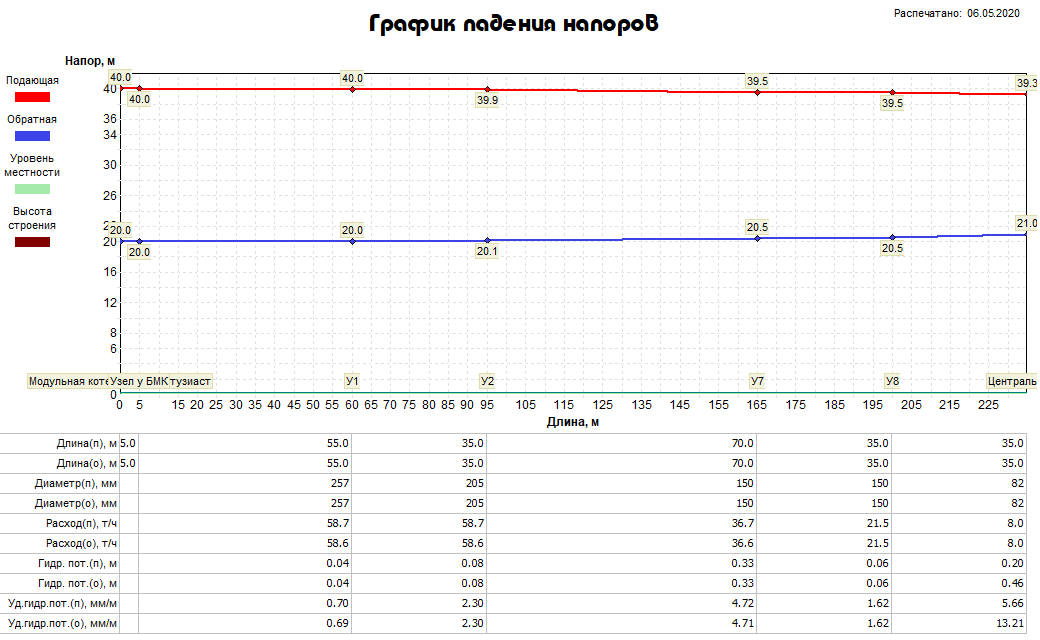 График падения напоров
Распечатано: 06.05.2020
Напор, м
Подающая
Обратная
Уровень
местности
Высота
строения
40.0
40.0
40.0
39.9
39.5
39.5
39.3
40
36
34
30
26
20
16
12
8
6
0
20.0
20.0
20.0
20.1
20.5
20.5
21.0
Модульная коте Узел у БМК тузиаст У1 У2 У7 У8 Централь
0 5 15 20 25 30 35 40 45 50 55 60 65 70 75 80 85 90 95 105 115 125 135 145 155 165 175 185 195 205 215 225
Длина, м
Длина(п), м 5.0 55.0 35.0 70.0 35.0 35.0
Длина(о), м 5.0 55.0 35.0 70.0 35.0 35.0
Диаметр(п), мм 257 205 150 150 82
Диаметр(о), мм 257 205 150 150 82
Расход(п), т/ч 58.7 58.7 36.7 21.5 8.0
Расход(о), т/ч 58.6 58.6 36.6 21.5 8.0
Гидр. пот.(п), м 0.04 0.08 0.33 0.06 0.20
Гидр. пот.(о), м 0.04 0.08 0.33 0.06 0.46
Уд.гидр.пот.(п), мм/м 0.70 2.30 4.72 1.62 5.66
Уд.гидр.пот.(о), мм/м 0.69 2.30 4.71 1.62 13.21